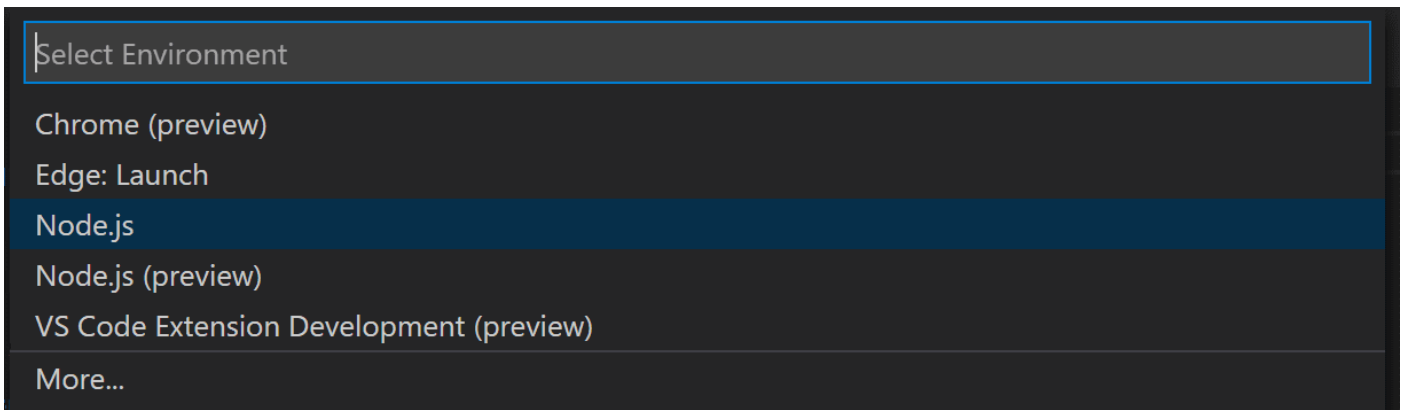 Select Environment
Chrome (preview)
Edge: Launch
Node.js
Node.js (preview)
VS Code Extension Development (preview)
More...